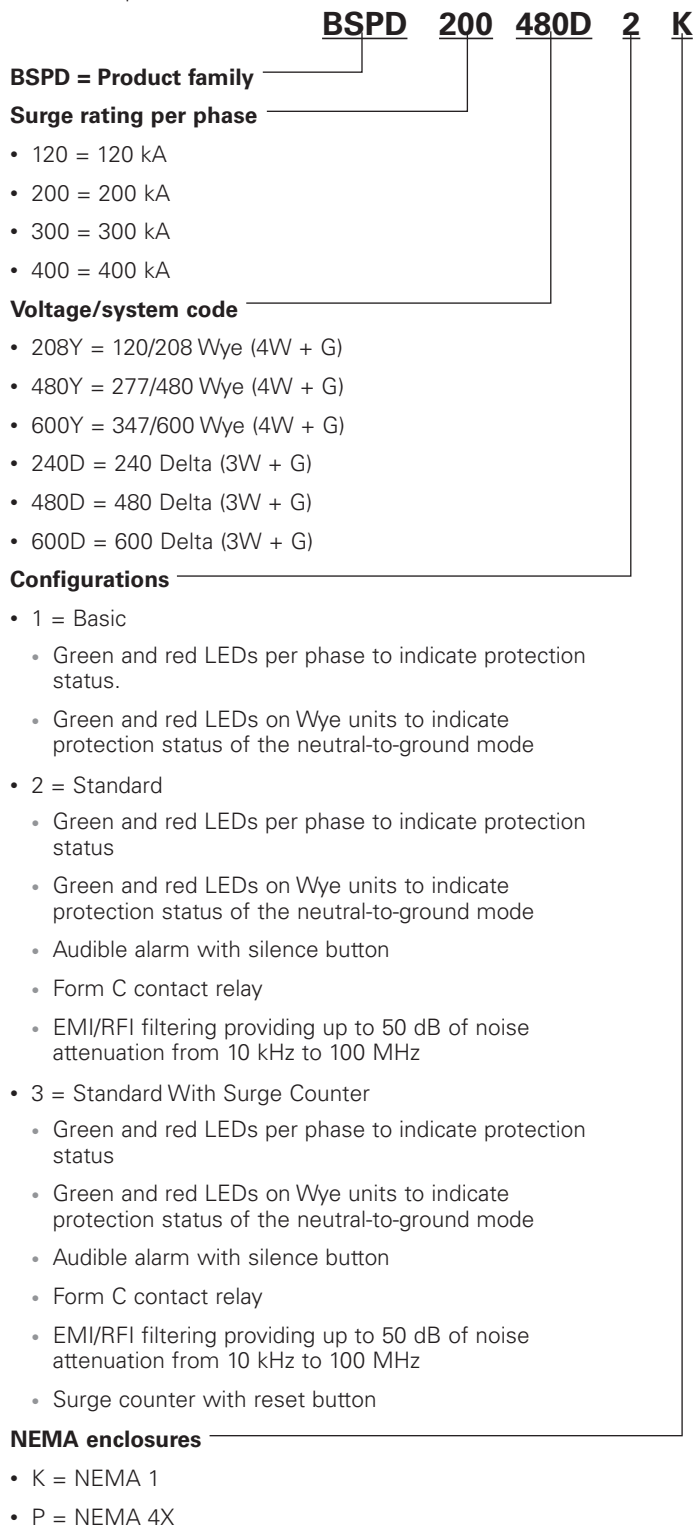 BSPD 200 480D 2 K
BSPD = Product family
Surge rating per phase
• 120 = 120 kA
• 200 = 200 kA
• 300 = 300 kA
• 400 = 400 kA
Voltage/system code
• 208Y = 120/208 Wye (4W + G)
• 480Y = 277/480 Wye (4W + G)
• 600Y = 347/600 Wye (4W + G)
• 240D = 240 Delta (3W + G)
• 480D = 480 Delta (3W + G)
• 600D = 600 Delta (3W + G)
Configurations
• 1 = Basic
• Green and red LEDs per phase to indicate protection
status.
• Green and red LEDs on Wye units to indicate
protection status of the neutral-to-ground mode
• 2 = Standard
• Green and red LEDs per phase to indicate protection
status
• Green and red LEDs on Wye units to indicate
protection status of the neutral-to-ground mode
• Audible alarm with silence button
• Form C contact relay
• EMI/RFI filtering providing up to 50 dB of noise
attenuation from 10 kHz to 100 MHz
• 3 = Standard With Surge Counter
• Green and red LEDs per phase to indicate protection
status
• Green and red LEDs on Wye units to indicate
protection status of the neutral-to-ground mode
• Audible alarm with silence button
• Form C contact relay
• EMI/RFI filtering providing up to 50 dB of noise
attenuation from 10 kHz to 100 MHz
• Surge counter with reset button
NEMA enclosures
• K = NEMA 1
• P = NEMA 4X